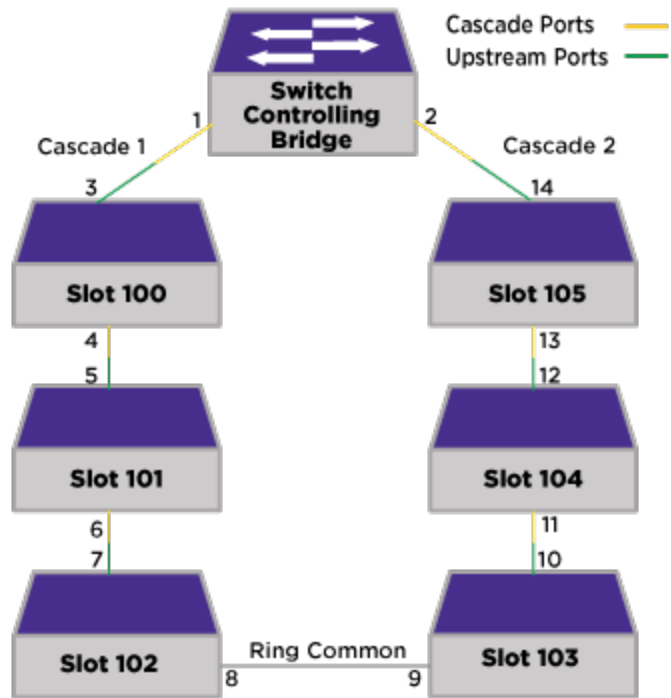 Cascade Ports
Upstream Ports
Switch
Controlling
Bridge
1
2
Cascade 1
Cascade 2
3
14
Slot 100
Slot 105
4
13
5
12
Slot 101
Slot 104
6
11
7
10
Slot 102
Ring Common
Slot 103
8
9